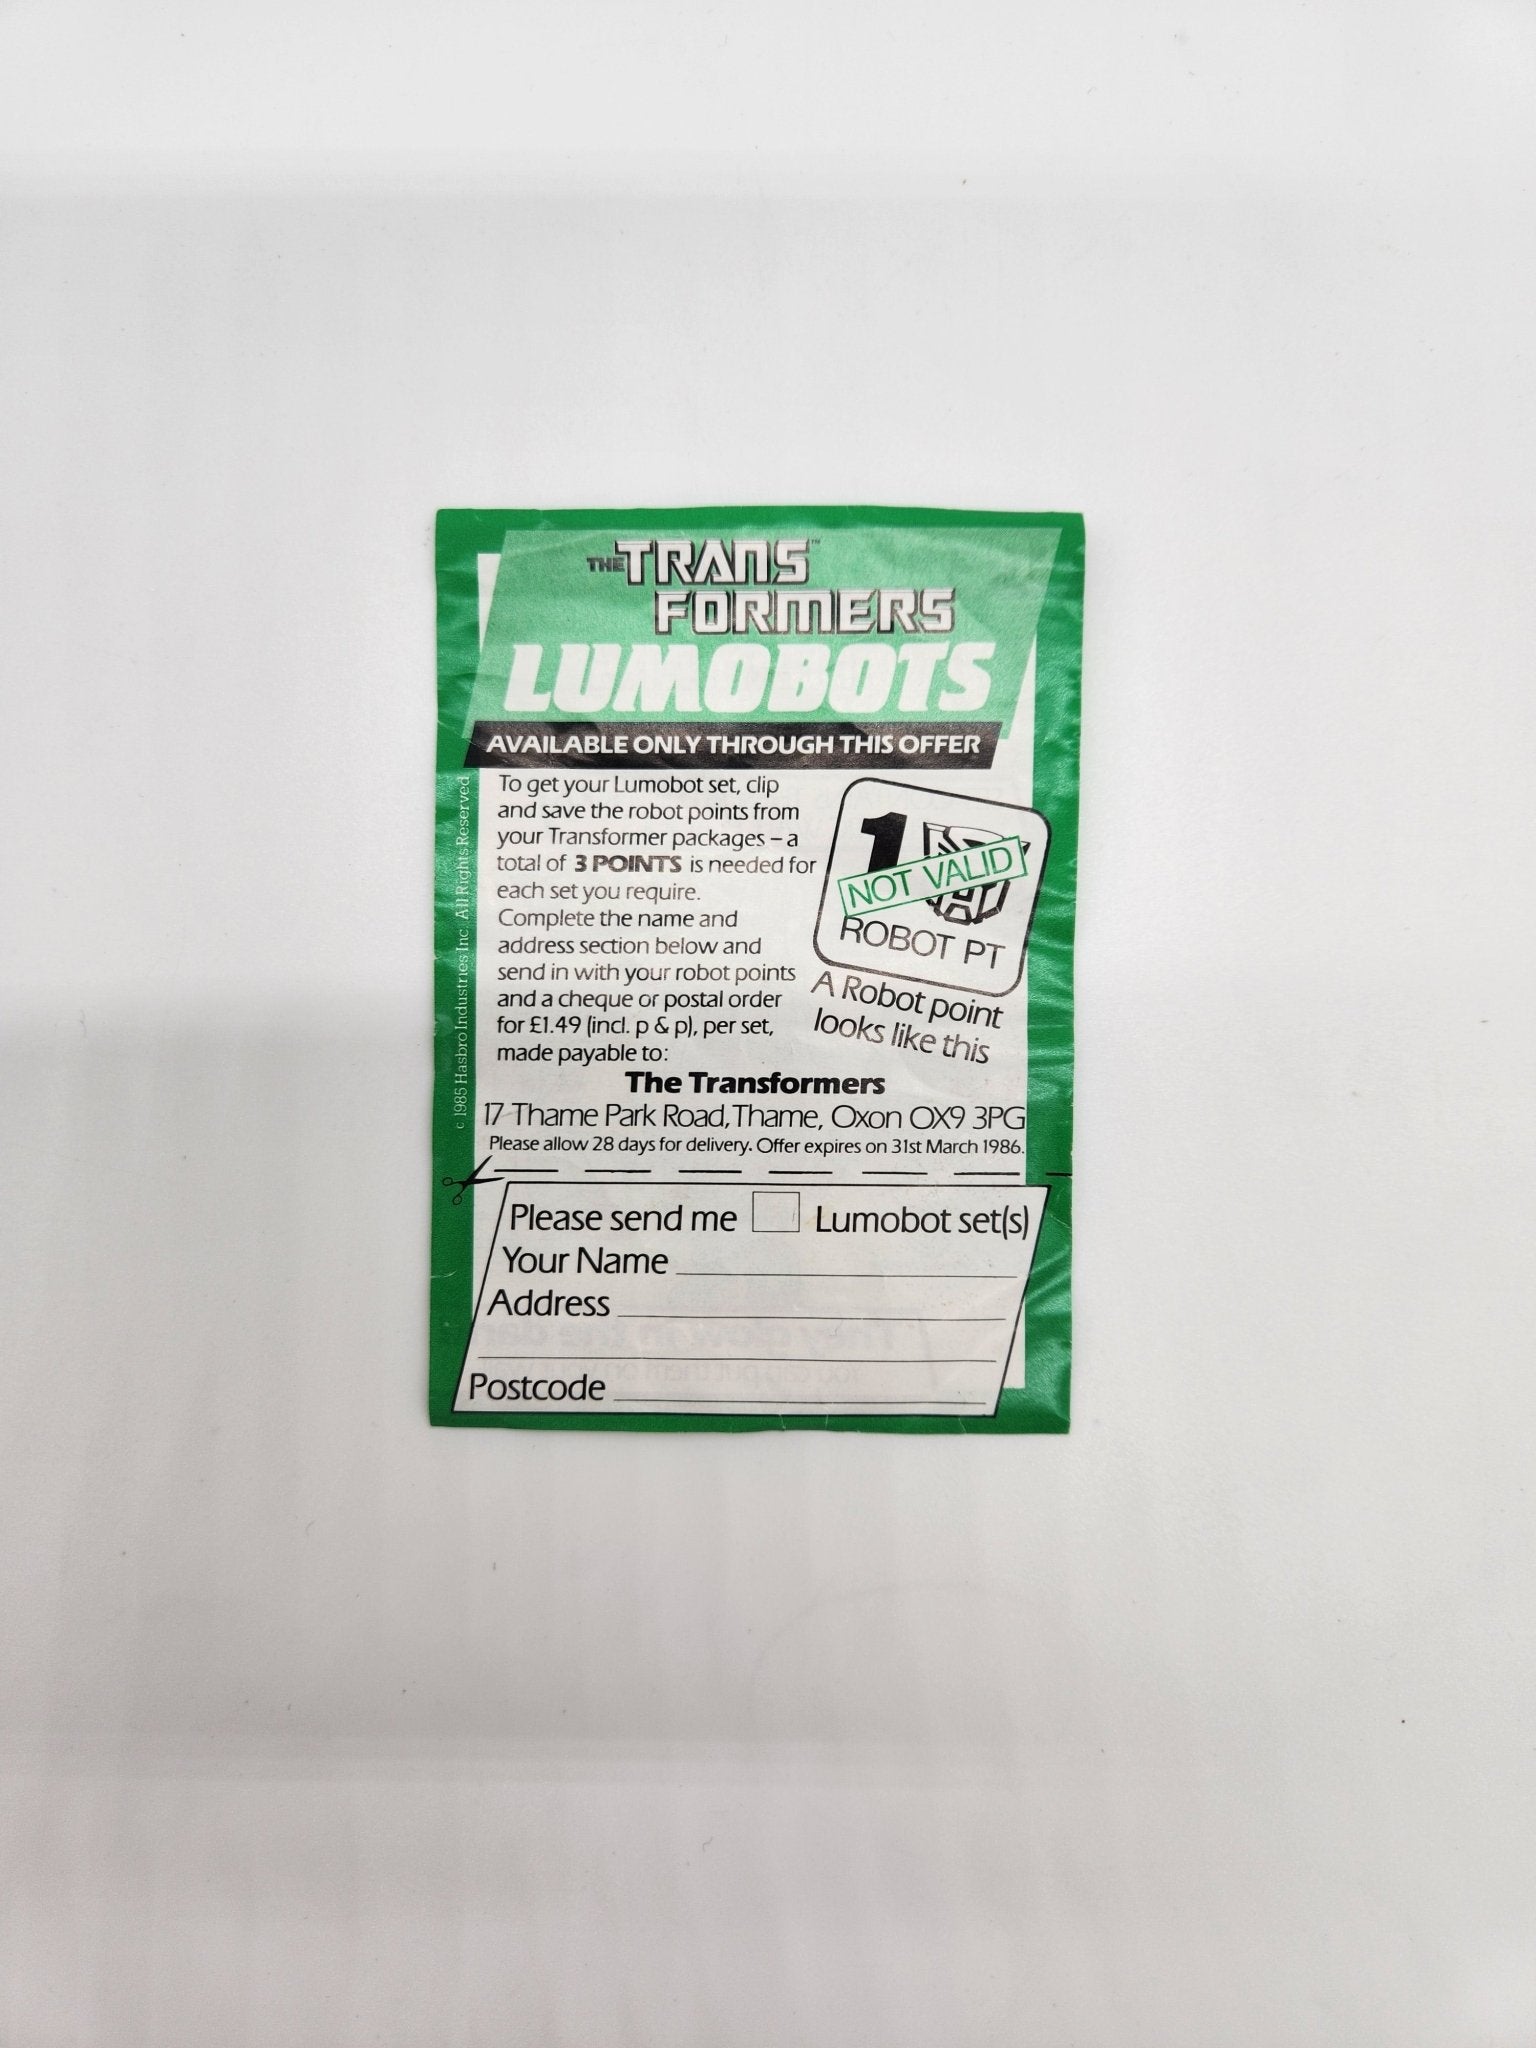 THE TRANS™
FORMERS
LUMOBOTS
AVAILABLE ONLY THROUGH THIS OFFER
To get your Lumobot set, clip
and save the robot points from
your Transformer packages – a
total of 3 POINTS is needed for
each set you require.
Complete the name and
address section below and
send in with your robot points
and a cheque or postal order
for £1.49 (incl. p & p), per set,
made payable to:
1
NOT VALID
ROBOT PT
A Robot point
looks like this
The Transformers
17 Thame Park Road, Thame, Oxon OX9 3PG
Please allow 28 days for delivery. Offer expires on 31st March 1986.
c 1985 Hasbro Industries Inc. All Rights Reserved
Please send me Lumobot set(s)
Your Name
Address
Postcode